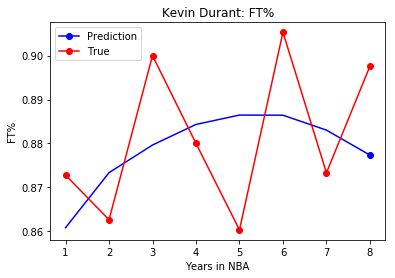 Kevin Durant: FT%
Prediction
True
FT%
0.90
0.89
0.88
0.87
0.86
1 2 3 4 5 6 7 8
Years in NBA